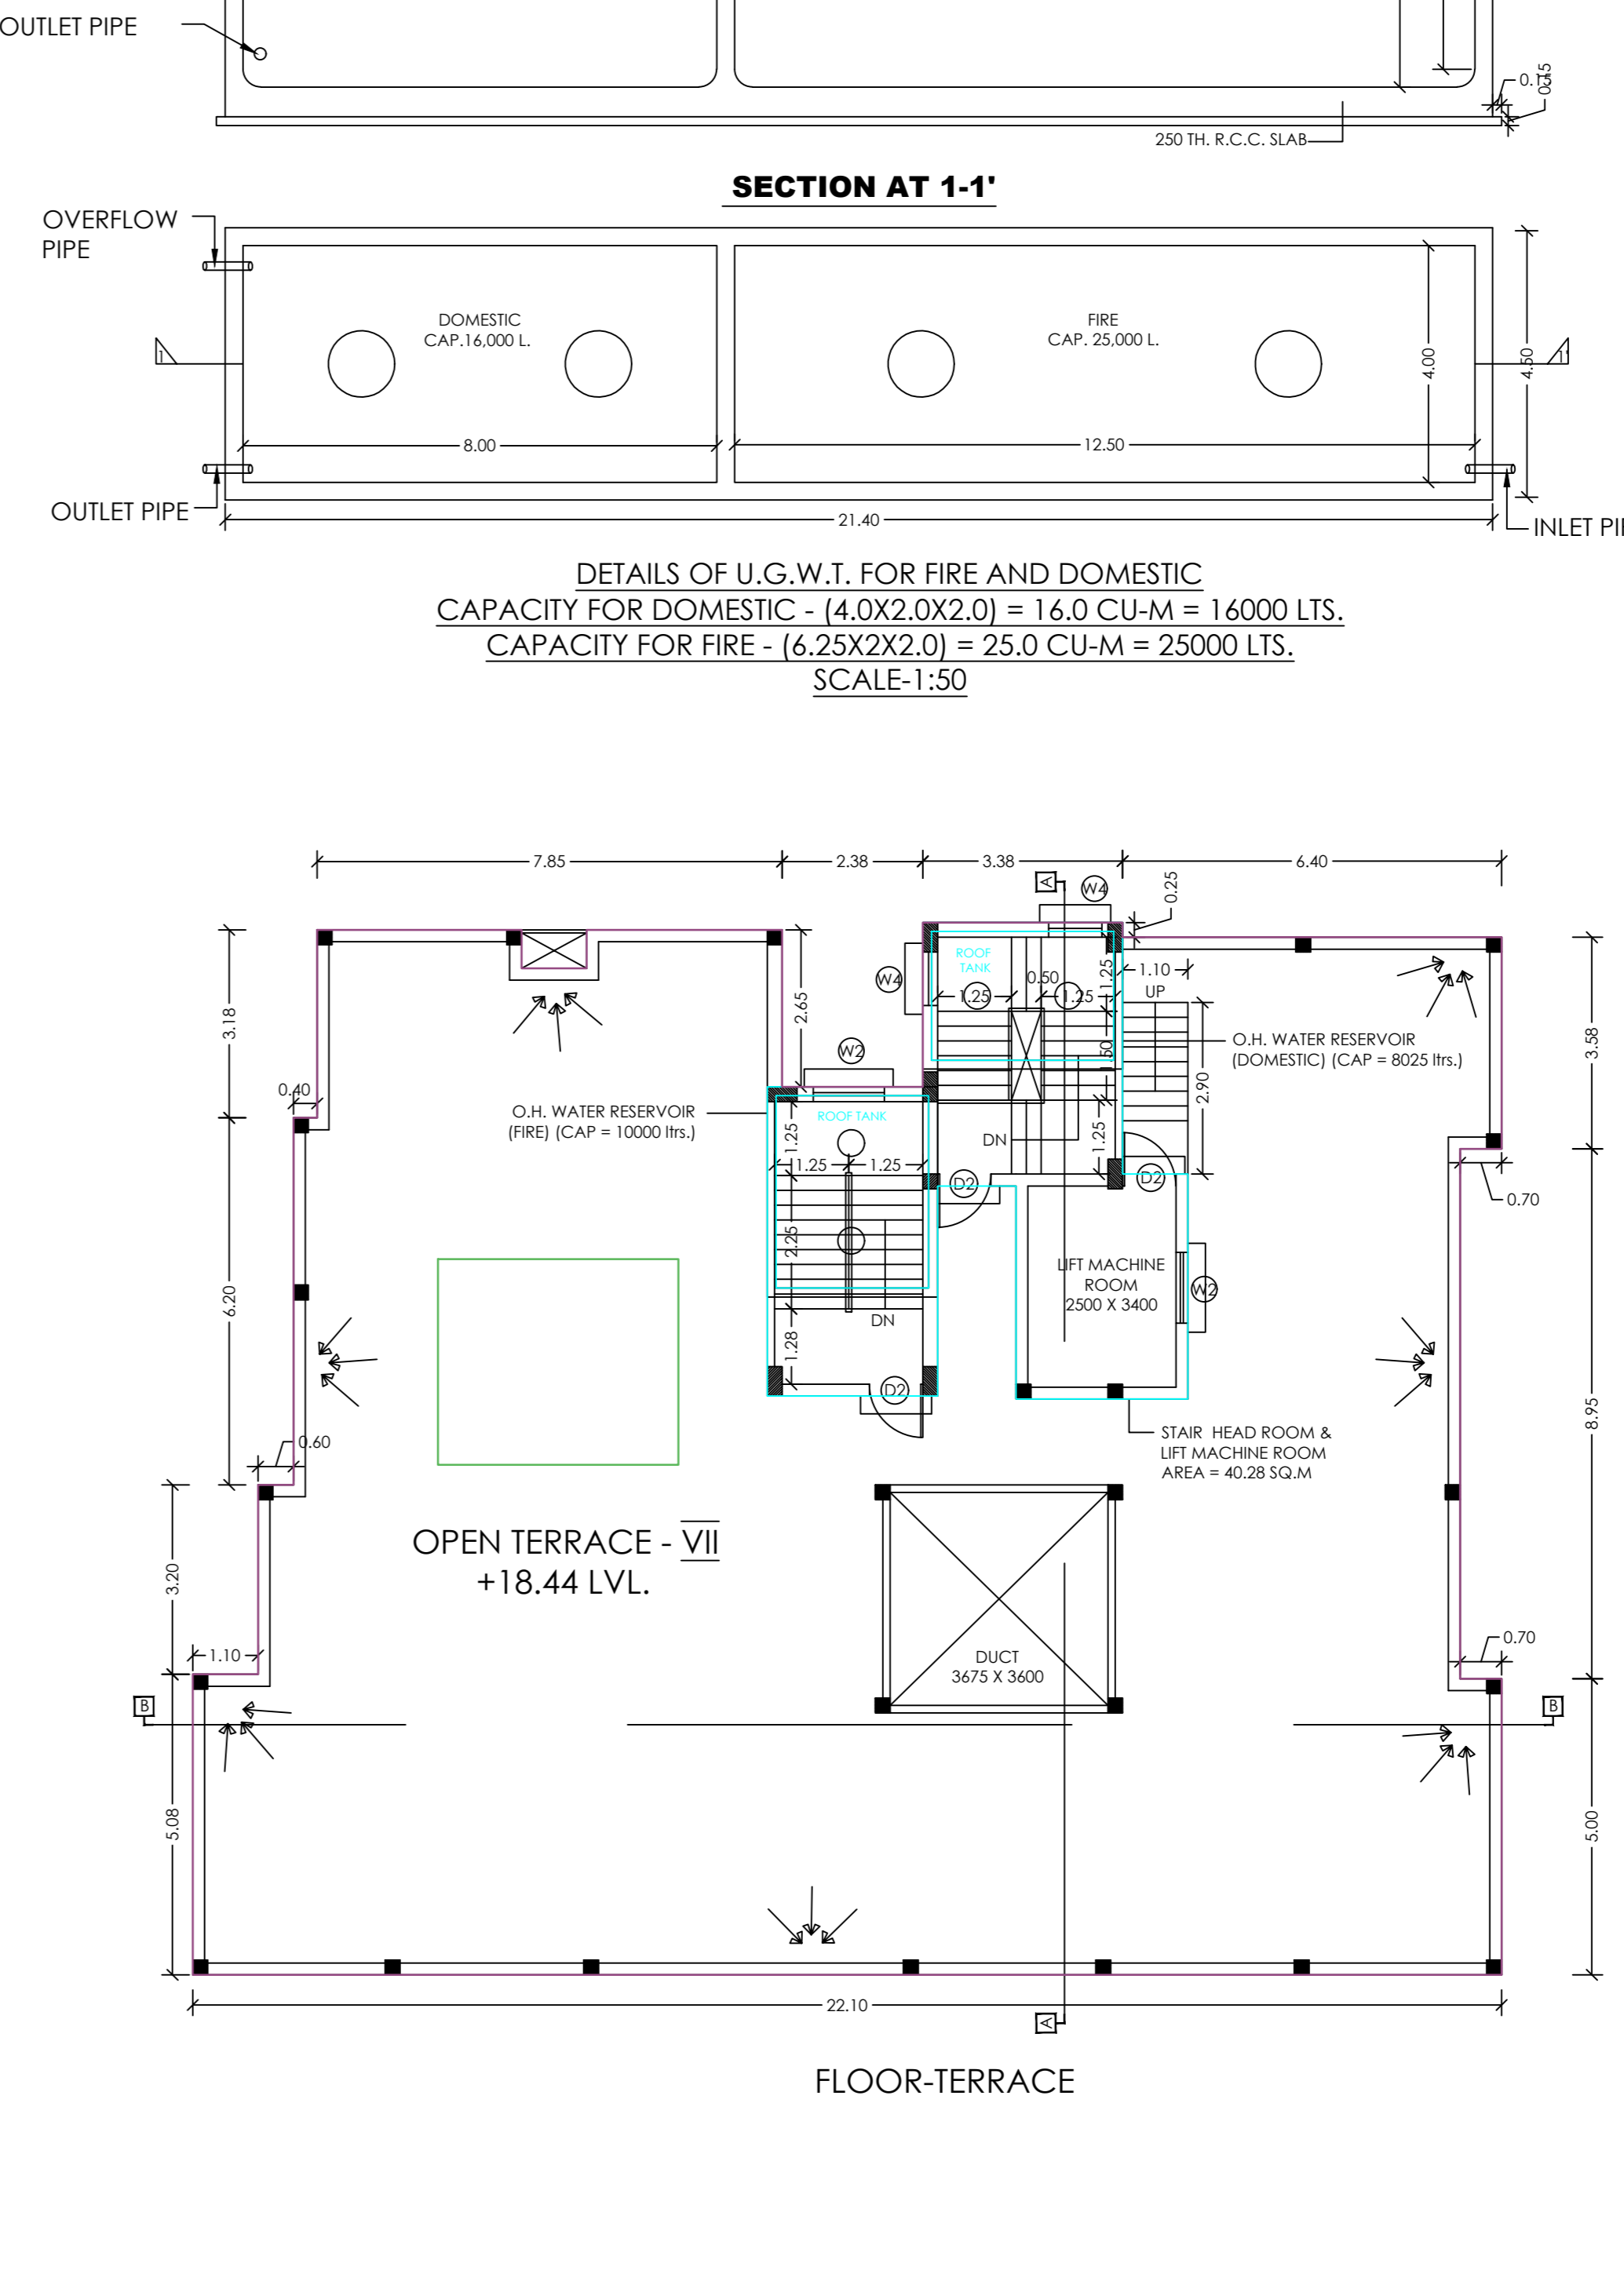 OUTLET PIPE
0.15
0.15
250 TH. R.C.C. SLAB
SECTION AT 1-1'
OVERFLOW
PIPE
DOMESTIC
CAP.16,000 L.
FIRE
CAP. 25,000 L.
1
1'
4.00
4.50
8.00
12.50
OUTLET PIPE
21.40
DETAILS OF U.G.W.T. FOR FIRE AND DOMESTIC
CAPACITY FOR DOMESTIC - (4.0X2.0X2.0) = 16.0 CU-M = 16000 LTS.
CAPACITY FOR FIRE - (6.25X2X2.0) = 25.0 CU-M = 25000 LTS.
SCALE-1:50
7.85
2.38
3.38
6.40
A
W4
0.25
ROOF
TANK
W4
0.50
1.25
1.25
1.25
1.10
UP
3.18
2.65
3.58
W2
O.H. WATER RESERVOIR
(DOMESTIC) (CAP = 8025 ltrs.)
2.90
0.40
O.H. WATER RESERVOIR
(FIRE) (CAP = 10000 ltrs.)
ROOF TANK
1.25
1.25
1.25
DN
1.25
D2
D2
0.70
2.25
LIFT MACHINE
ROOM
2500 X 3400
W2
6.20
DN
1.28
D2
8.95
STAIR HEAD ROOM &
LIFT MACHINE ROOM
AREA = 40.28 SQ.M
0.60
OPEN TERRACE - VII
+18.44 LVL.
3.20
1.10
DUCT
3675 X 3600
0.70
B
B
5.08
5.00
22.10
A
FLOOR-TERRACE